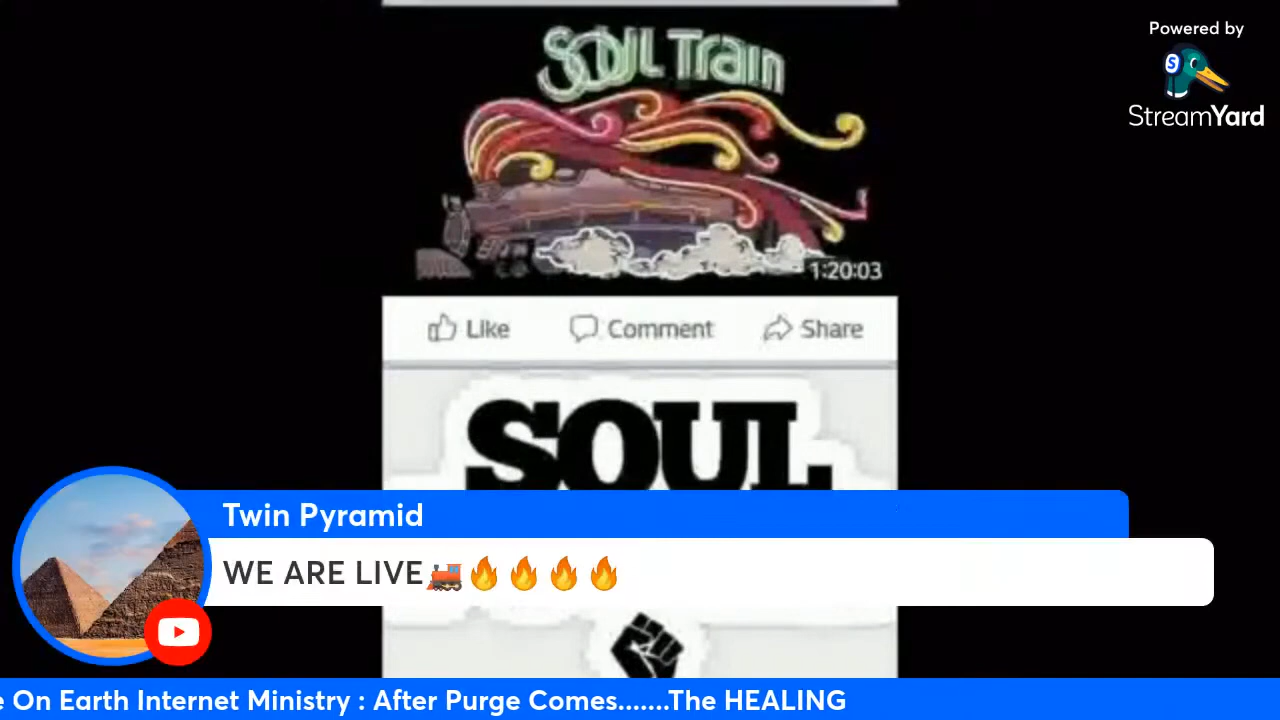 Powered by
StreamYard
SOUL Train
1:20:03
Like Comment Share
SOUL
Twin Pyramid
WE ARE LIVE🚂🔥🔥🔥🔥
e On Earth Internet Ministry : After Purge Comes.......The HEALING